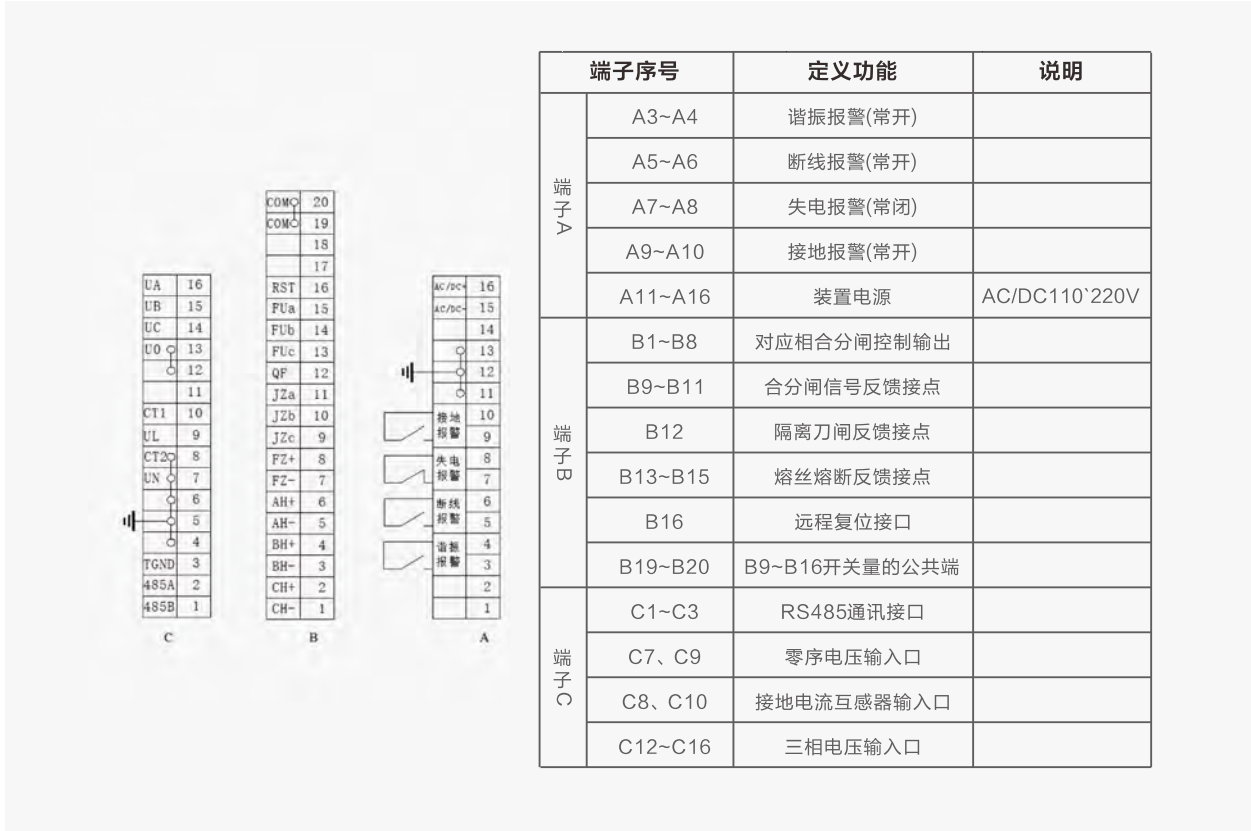 COM 20
COM 19
18
17
RST 16
FUa 15
FUb 14
FUc 13
QF 12
JZa 11
JZb 10
JZc 9
FZ+ 8
FZ- 7
AH+ 6
AH- 5
BH+ 4
BH- 3
CH+ 2
CH- 1
B
UA 16
UB 15
UC 14
U0 13
12
11
CT1 10
UL 9
CT2 8
UN 7
6
5
4
TGND 3
485A 2
485B 1
C
AC/DC+ 16
AC/DC- 15
14
13
12
11
接地 10
报警 9
失电 8
报警 7
断线 6
报警 5
谐振 4
报警 3
2
1
A
端子序号 定义功能 说明
端子A
A3~A4 谐振报警(常开)
A5~A6 断线报警(常开)
A7~A8 失电报警(常闭)
A9~A10 接地报警(常开)
A11~A16 装置电源 AC/DC110`220V
端子B
B1~B8 对应相合分闸控制输出
B9~B11 合分闸信号反馈接点
B12 隔离刀闸反馈接点
B13~B15 熔丝熔断反馈接点
B16 远程复位接口
B19~B20 B9~B16开关量的公共端
端子C
C1~C3 RS485通讯接口
C7、C9 零序电压输入口
C8、C10 接地电流互感器输入口
C12~C16 三相电压输入口